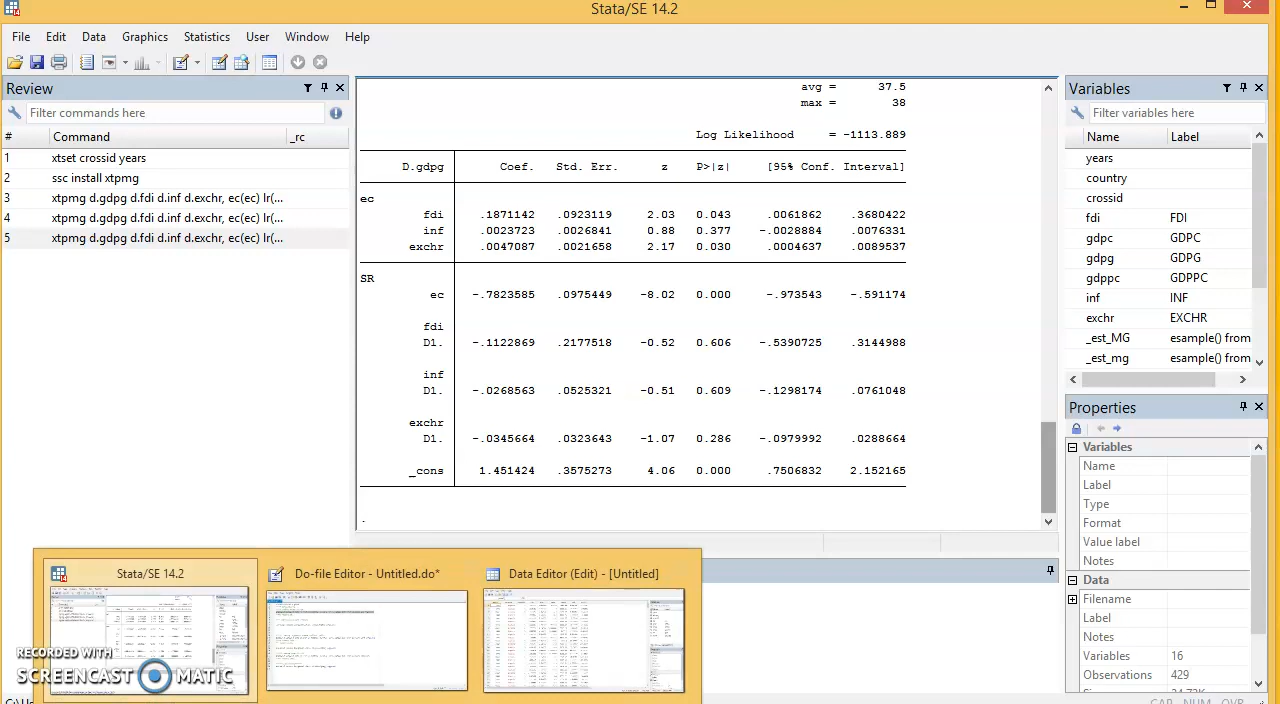 Stata/SE 14.2
File Edit Data Graphics Statistics User Window Help
Review
Filter commands here
# Command _rc
1 xtset crossid years
2 ssc install xtpmg
3 xtpmg d.gdpg d.fdi d.inf d.exchr, ec(ec) lr(...
4 xtpmg d.gdpg d.fdi d.inf d.exchr, ec(ec) lr(...
5 xtpmg d.gdpg d.fdi d.inf d.exchr, ec(ec) lr(...
avg = 37.5
max = 38
Log Likelihood = -1113.889
D.gdpg Coef. Std. Err. z P>|z| [95% Conf. Interval]
ec
fdi .1871142 .0923119 2.03 0.043 .0061862 .3680422
inf .0023723 .0026841 0.88 0.377 -.0028884 .0076331
exchr .0047087 .0021658 2.17 0.030 .0004637 .0089537
SR
ec -.7823585 .0975449 -8.02 0.000 -.973543 -.591174
fdi
D1. -.1122869 .2177518 -0.52 0.606 -.5390725 .3144988
inf
D1. -.0268563 .0525321 -0.51 0.609 -.1298174 .0761048
exchr
D1. -.0345664 .0323643 -1.07 0.286 -.0979992 .0288664
_cons 1.451424 .3575273 4.06 0.000 .7506832 2.152165
.
Variables
Filter variables here
Name Label
years
country
crossid
fdi FDI
gdpc GDPC
gdpg GDPG
gdppc GDPPC
inf INF
exchr EXCHR
_est_MG esample() from
_est_mg esample() from
Properties
Variables
Name
Label
Type
Format
Value label
Notes
Data
Filename
Label
Notes
Variables 16
Observations 429
Stata/SE 14.2
Do-file Editor - Untitled.do*
Data Editor (Edit) - [Untitled]
RECORDED WITH
SCREENCAST MATIC
CAP NUM OVR